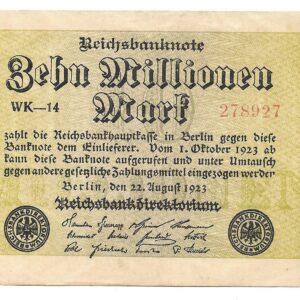 Reichsbanknote
Zehn Millionen
WK—14
Mark
278927
zahlt die Reichsbankhauptkasse in Berlin gegen diese
Banknote dem Einlieferer. Vom 1. Oktober 1923 ab
kann diese Banknote aufgerufen und unter Umtausch
gegen andere gesetzliche Zahlungsmittel eingezogen werden
Berlin, den 22. August 1923
Reichsbankdirektorium